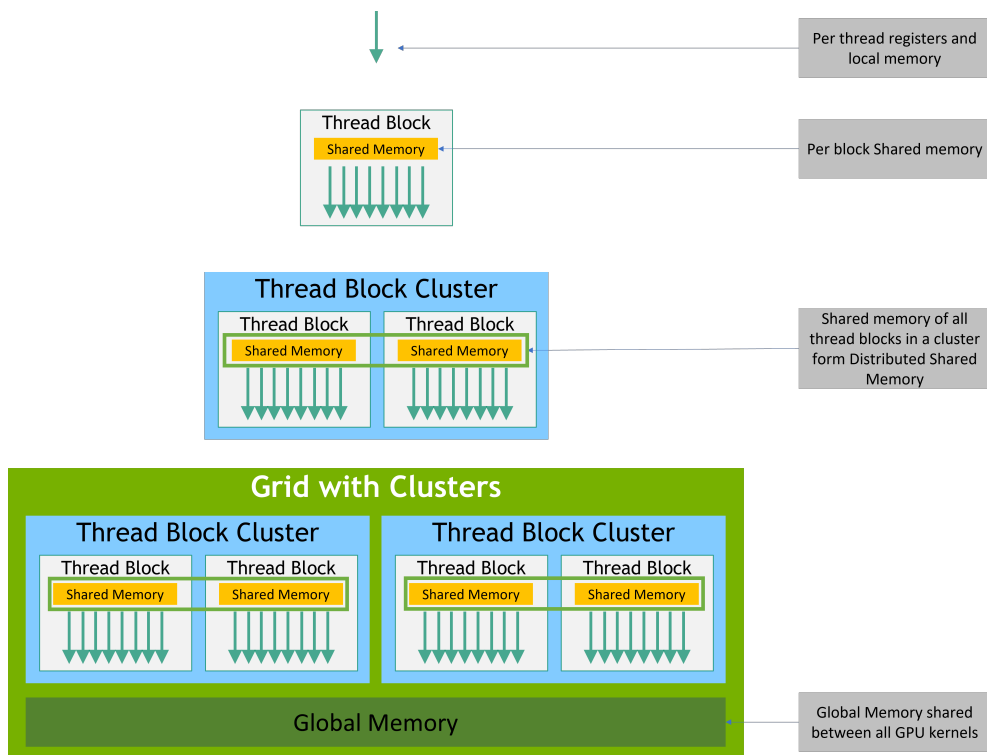 Per thread registers and
local memory
Thread Block
Shared Memory
Per block Shared memory
Thread Block Cluster
Thread Block
Thread Block
Shared Memory
Shared Memory
Shared memory of all
thread blocks in a cluster
form Distributed Shared
Memory
Grid with Clusters
Thread Block Cluster
Thread Block Cluster
Thread Block
Thread Block
Thread Block
Thread Block
Shared Memory
Shared Memory
Shared Memory
Shared Memory
Global Memory
Global Memory shared
between all GPU kernels